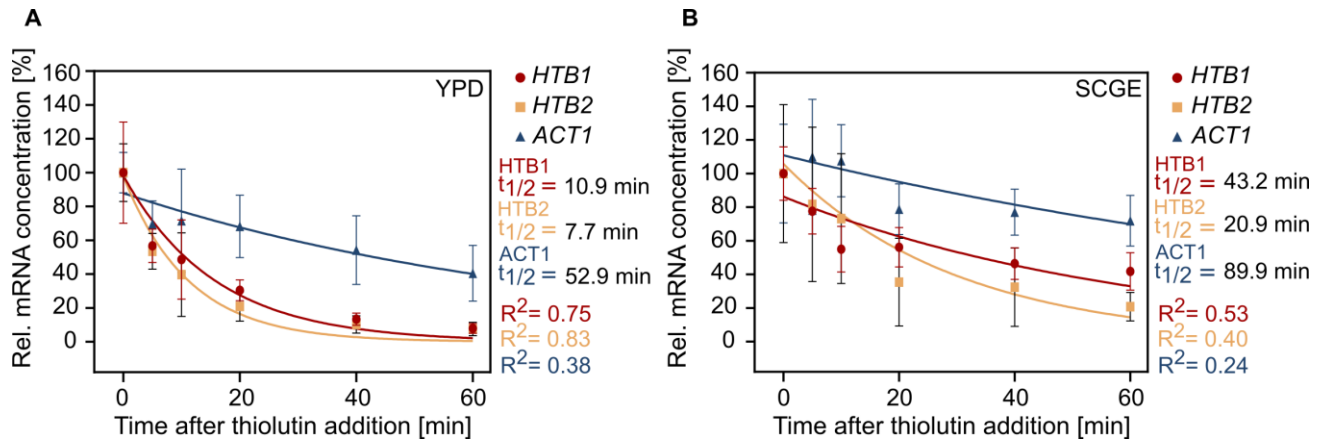 A
Rel. mRNA concentration [%]
160
140
120
100
80
60
40
20
0
0 20 40 60
Time after thiolutin addition [min]
YPD
HTB1
HTB2
ACT1
HTB1
t1/2 = 10.9 min
HTB2
t1/2 = 7.7 min
ACT1
t1/2 = 52.9 min
R2= 0.75
R2= 0.83
R2= 0.38
B
Rel. mRNA concentration [%]
160
140
120
100
80
60
40
20
0
0 20 40 60
Time after thiolutin addition [min]
SCGE
HTB1
HTB2
ACT1
HTB1
t1/2 = 43.2 min
HTB2
t1/2 = 20.9 min
ACT1
t1/2 = 89.9 min
R2= 0.53
R2= 0.40
R2= 0.24